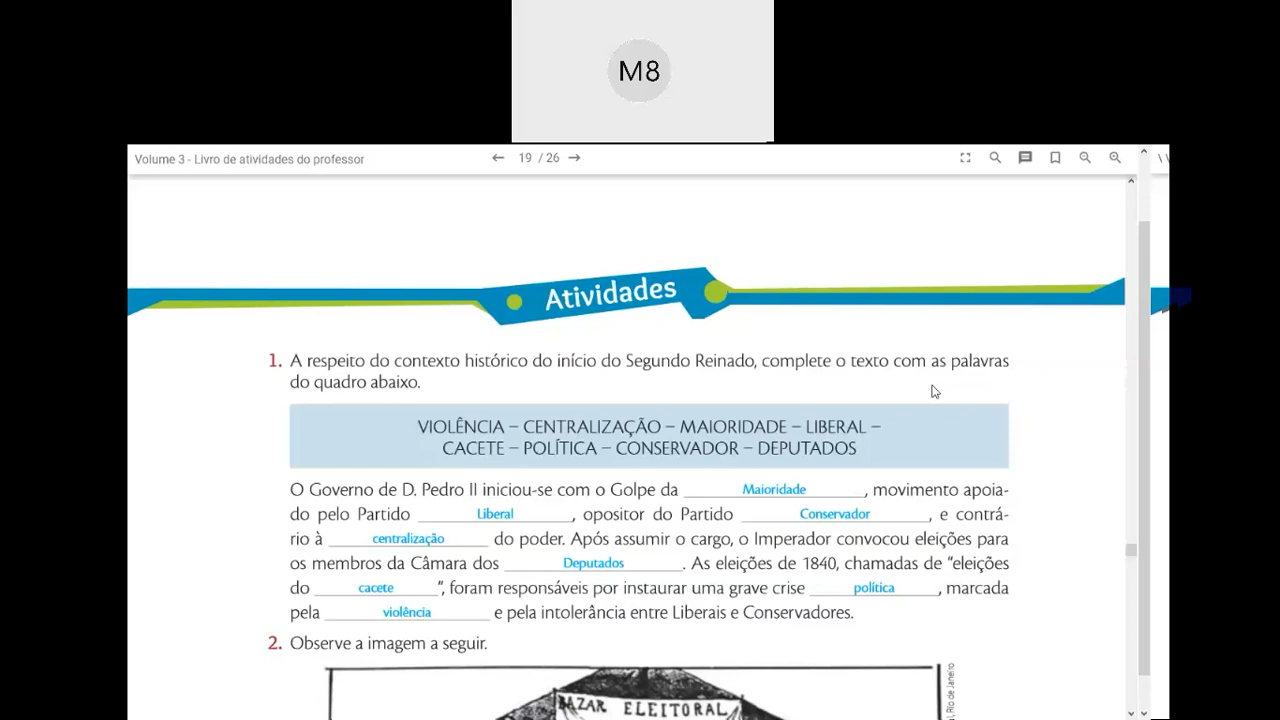 M8
Volume 3 - Livro de atividades do professor
19 / 26
Atividades
1. A respeito do contexto histórico do início do Segundo Reinado, complete o texto com as palavras
do quadro abaixo.
VIOLÊNCIA – CENTRALIZAÇÃO – MAIORIDADE – LIBERAL –
CACETE – POLÍTICA – CONSERVADOR – DEPUTADOS
O Governo de D. Pedro II iniciou-se com o Golpe da Maioridade, movimento apoia-
do pelo Partido Liberal, opositor do Partido Conservador, e contrá-
rio à centralização do poder. Após assumir o cargo, o Imperador convocou eleições para
os membros da Câmara dos Deputados. As eleições de 1840, chamadas de “eleições
do cacete”, foram responsáveis por instaurar uma grave crise política, marcada
pela violência e pela intolerância entre Liberais e Conservadores.
2. Observe a imagem a seguir.
BAZAR ELEITORAL
Rio de Janeiro